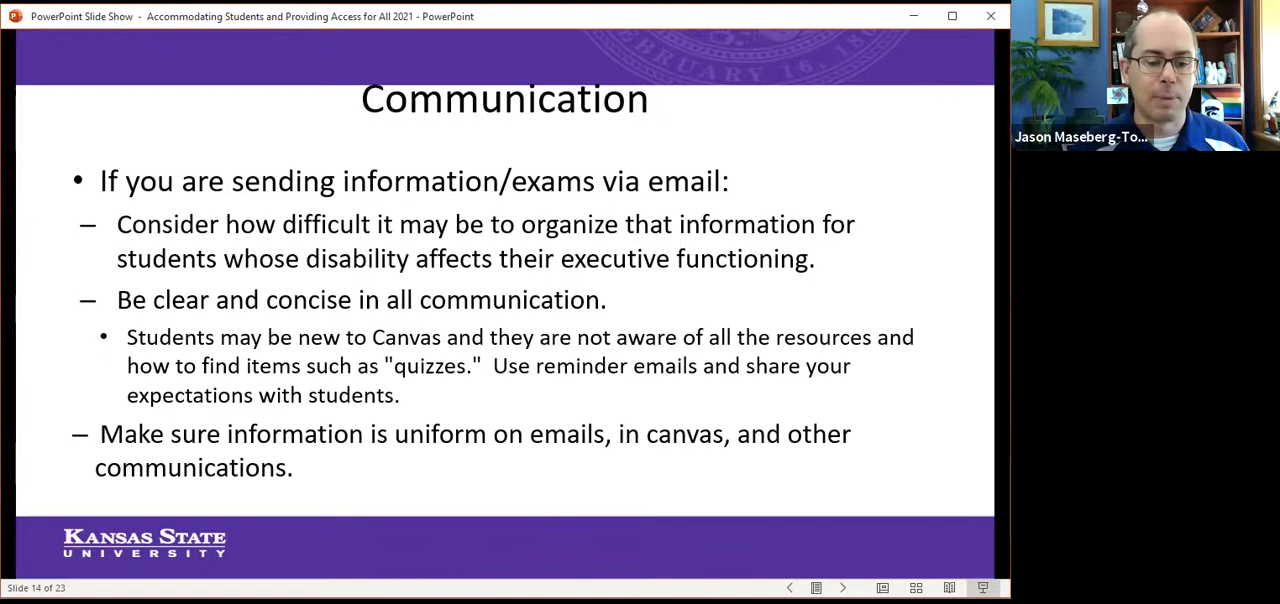 PowerPoint Slide Show - Accommodating Students and Providing Access for All 2021 - PowerPoint
FEBRUARY 16, 18
Communication
Jason Maseberg-To...
• If you are sending information/exams via email:
– Consider how difficult it may be to organize that information for
students whose disability affects their executive functioning.
– Be clear and concise in all communication.
• Students may be new to Canvas and they are not aware of all the resources and
how to find items such as "quizzes." Use reminder emails and share your
expectations with students.
– Make sure information is uniform on emails, in canvas, and other
communications.
KANSAS STATE
UNIVERSITY
Slide 14 of 23